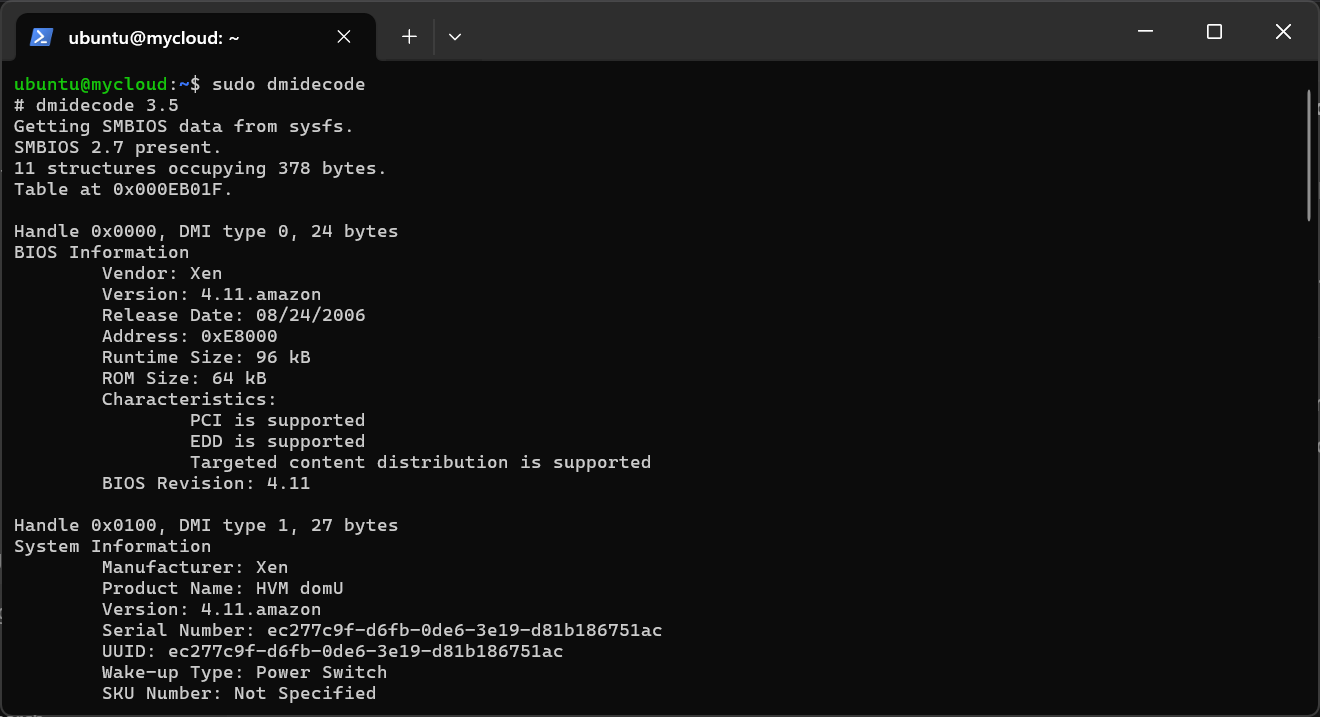 ubuntu@mycloud: ~
ubuntu@mycloud:~$ sudo dmidecode
# dmidecode 3.5
Getting SMBIOS data from sysfs.
SMBIOS 2.7 present.
11 structures occupying 378 bytes.
Table at 0x000EB01F.

Handle 0x0000, DMI type 0, 24 bytes
BIOS Information
        Vendor: Xen
        Version: 4.11.amazon
        Release Date: 08/24/2006
        Address: 0xE8000
        Runtime Size: 96 kB
        ROM Size: 64 kB
        Characteristics:
                PCI is supported
                EDD is supported
                Targeted content distribution is supported
        BIOS Revision: 4.11

Handle 0x0100, DMI type 1, 27 bytes
System Information
        Manufacturer: Xen
        Product Name: HVM domU
        Version: 4.11.amazon
        Serial Number: ec277c9f-d6fb-0de6-3e19-d81b186751ac
        UUID: ec277c9f-d6fb-0de6-3e19-d81b186751ac
        Wake-up Type: Power Switch
        SKU Number: Not Specified